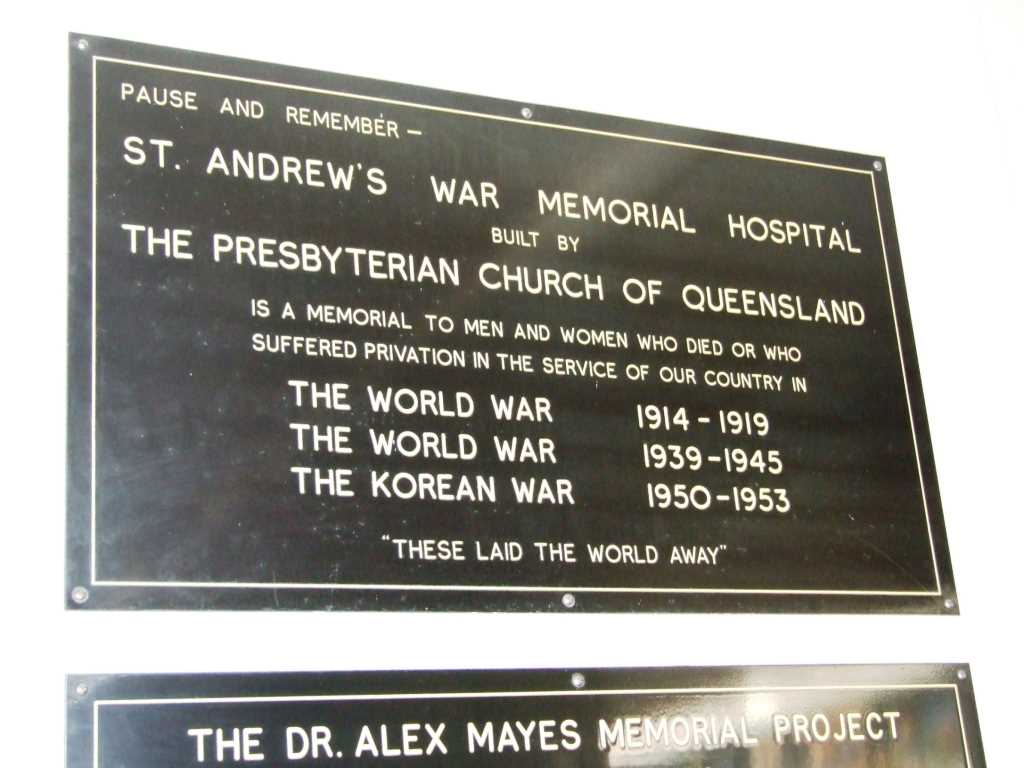 PAUSE AND REMEMBER —
ST. ANDREW'S WAR MEMORIAL HOSPITAL
BUILT BY
THE PRESBYTERIAN CHURCH OF QUEENSLAND
IS A MEMORIAL TO MEN AND WOMEN WHO DIED OR WHO
SUFFERED PRIVATION IN THE SERVICE OF OUR COUNTRY IN
THE WORLD WAR 1914 - 1919
THE WORLD WAR 1939 - 1945
THE KOREAN WAR 1950 - 1953
"THESE LAID THE WORLD AWAY"
THE DR. ALEX MAYES MEMORIAL PROJECT